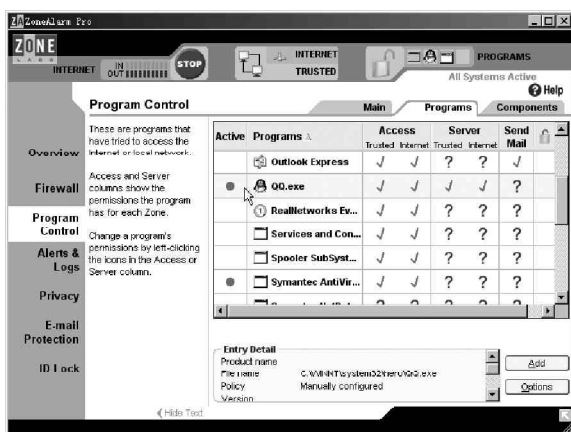 ZA ZoneAlarm Pro
ZONE
LABS
INTERNET
IN
OUT
STOP
INTERNET
TRUSTED
PROGRAMS
All Systems Active
Help
Program Control
Main
Programs
Components
Overview
Firewall
Program
Control
Alerts &
Logs
Privacy
E-mail
Protection
ID Lock
These are programs that
have tried to access the
Internet or local network.
Access and Server
columns show the
permissions the program
has for each Zone.
Change a program's
permissions by left-clicking
the icons in the Access or
Server column.
Active Programs Access Server Send
Trusted Internet Trusted Internet Mail
Outlook Express √ √ ? ? √
QQ.exe √ √ √ √ ?
RealNetworks Ev... √ √ ? ? ?
Services and Con... √ √ ? ? ?
Spooler SubSyst... √ √ ? ? ?
Symantec AntiVir... √ √ ? ? ?
Entry Detail
Product name
File name
Policy Manually configured
Version
Add
Options
Hide Text